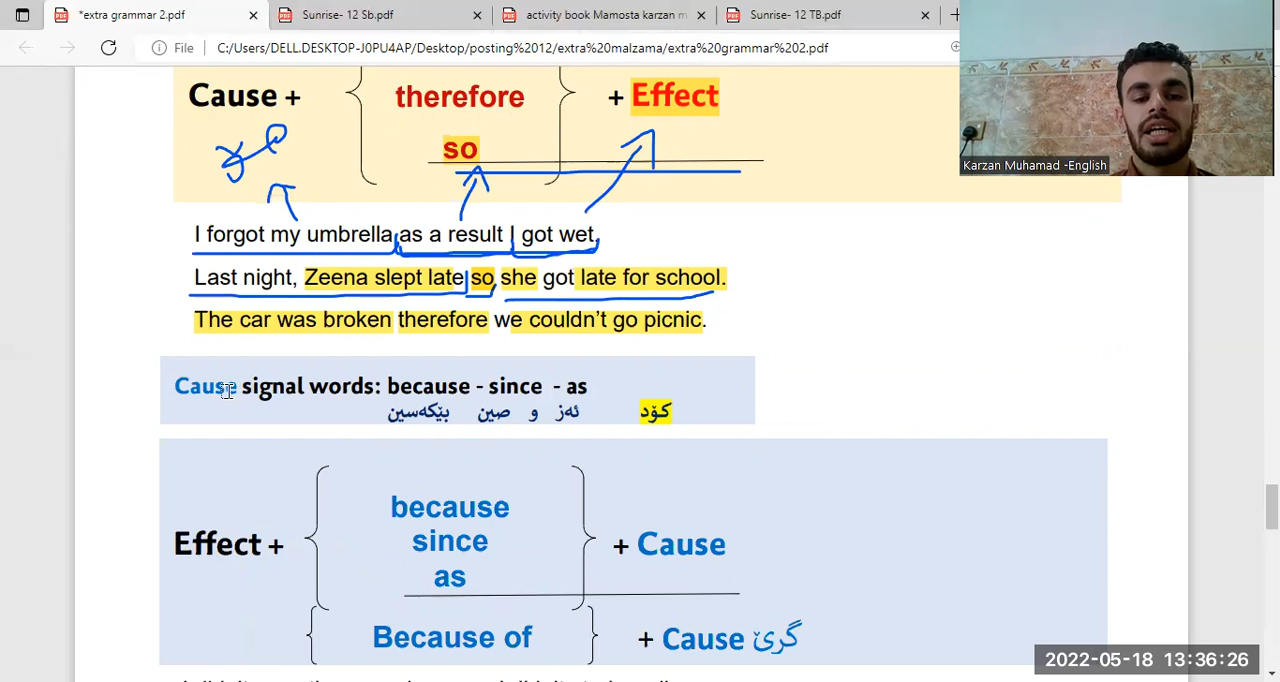 *extra grammar 2.pdf
Sunrise- 12 Sb.pdf
activity book Mamosta karzan m
Sunrise- 12 TB.pdf
File
C:/Users/DELL.DESKTOP-J0PU4AP/Desktop/posting%2012/extra%20malzama/extra%20grammar%202.pdf
Cause + therefore + Effect
so
I forgot my umbrella as a result I got wet.
Last night, Zeena slept late so she got late for school.
The car was broken therefore we couldn't go picnic.
Cause signal words: because - since - as
کۆد ئەز و صین بێکەسین
because
since
Effect + + Cause
as
Because of + Cause گرێ
Karzan Muhamad -English
2022-05-18 13:36:26